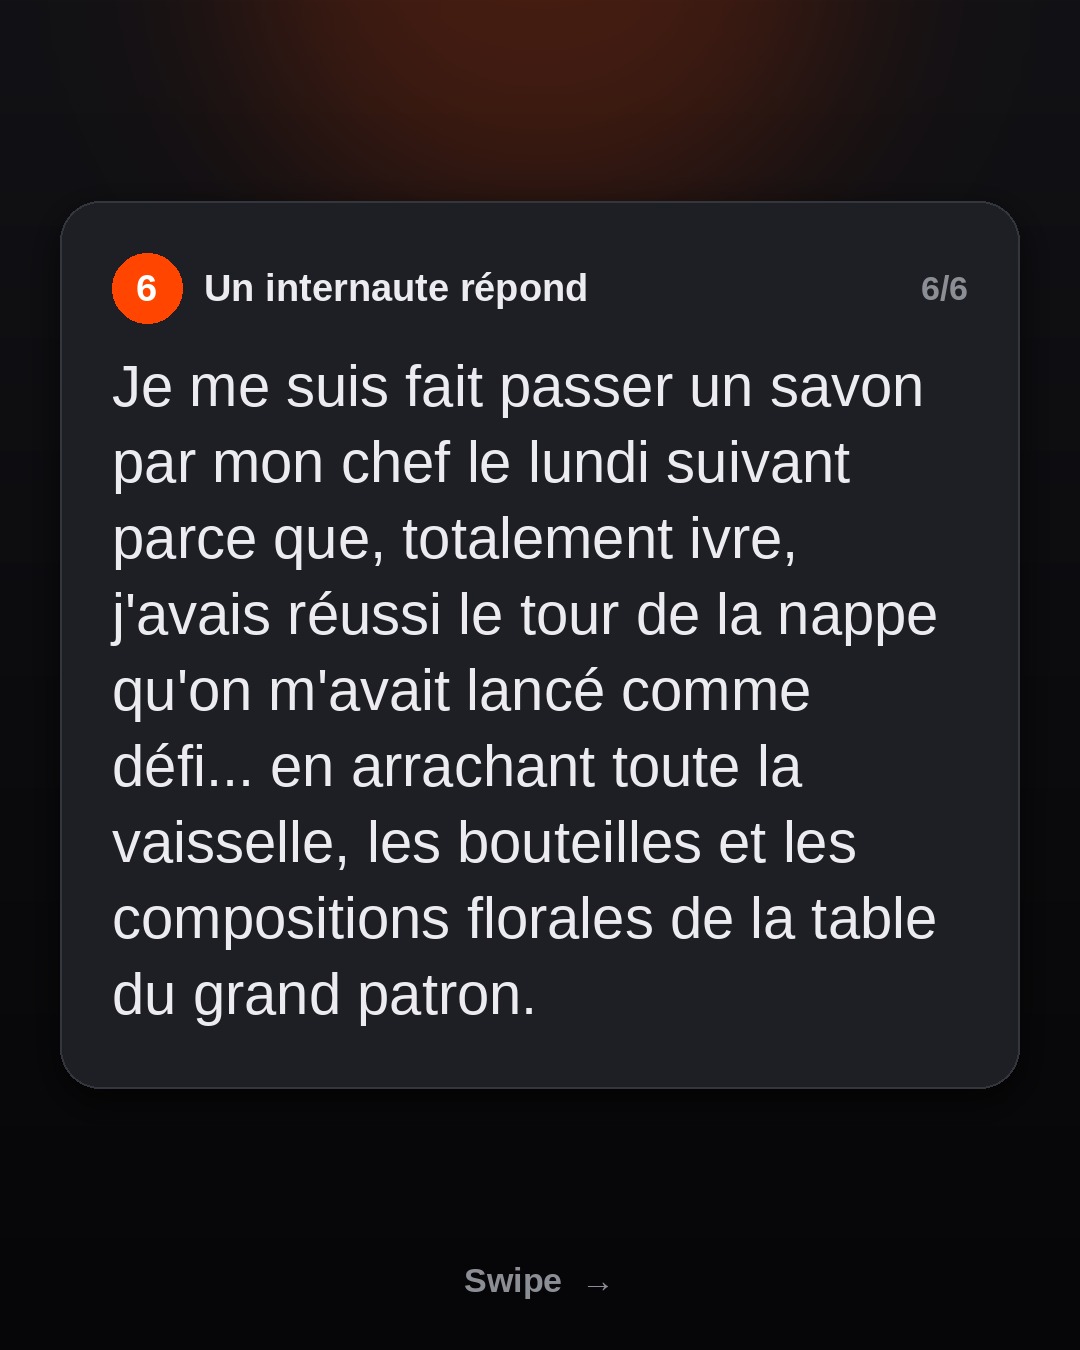 6 Un internaute répond 6/6
Je me suis fait passer un savon
par mon chef le lundi suivant
parce que, totalement ivre,
j'avais réussi le tour de la nappe
qu'on m'avait lancé comme
défi... en arrachant toute la
vaisselle, les bouteilles et les
compositions florales de la table
du grand patron.
Swipe →